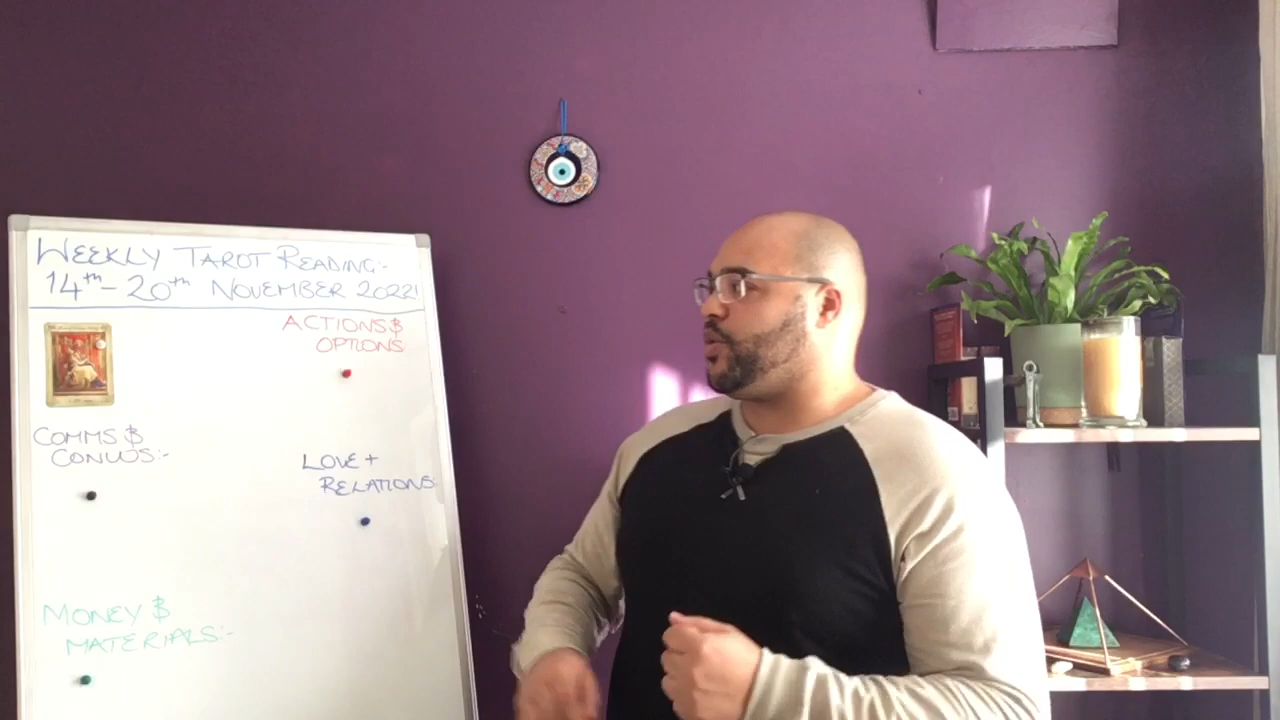 WEEKLY TAROT READING:-
14th - 20th NOVEMBER 2022!
ACTIONS &
OPTIONS
COMMS &
CONVOS:-
LOVE +
RELATIONS:
MONEY &
MATERIALS:-